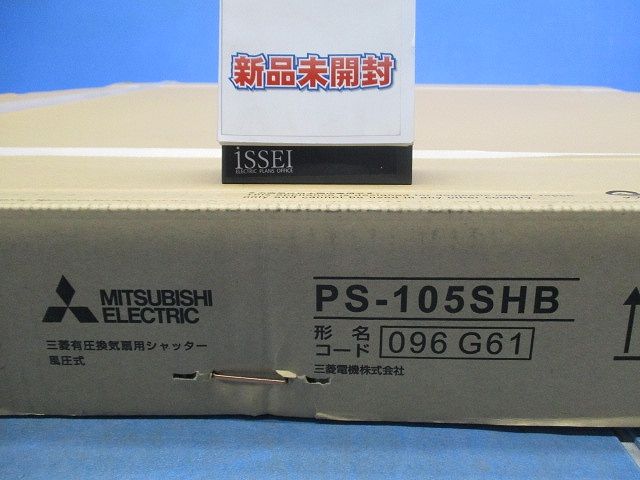 新品未開封
iSSEI
ELECTRIC PLANS OFFICE
MITSUBISHI
ELECTRIC
三菱有圧換気扇用シャッター
風圧式
PS-105SHB
形名
コード
096 G61
三菱電機株式会社